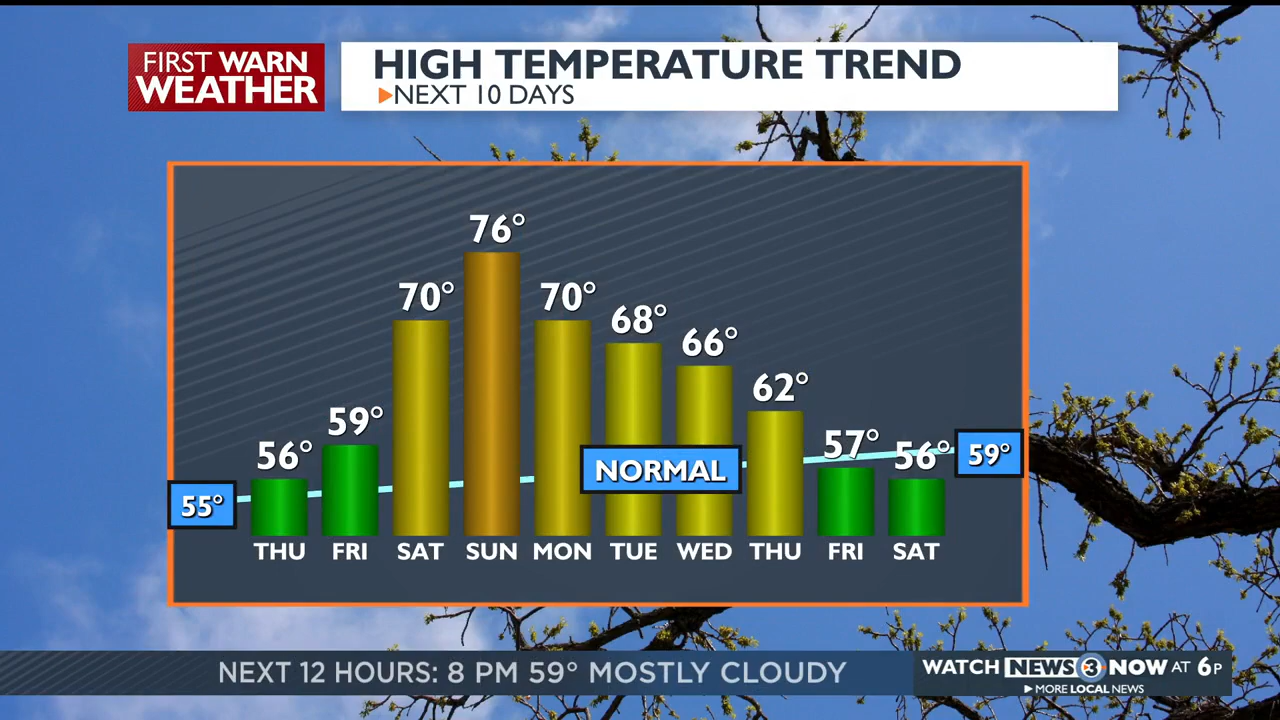 FIRST WARN
WEATHER
HIGH TEMPERATURE TREND
NEXT 10 DAYS
76°
70°
70°
68°
66°
62°
59°
56°
57°
56°
59°
NORMAL
55°
THU FRI SAT SUN MON TUE WED THU FRI SAT
NEXT 12 HOURS: 8 PM 59° MOSTLY CLOUDY
WATCH NEWS 3 NOW AT 6P
MORE LOCAL NEWS